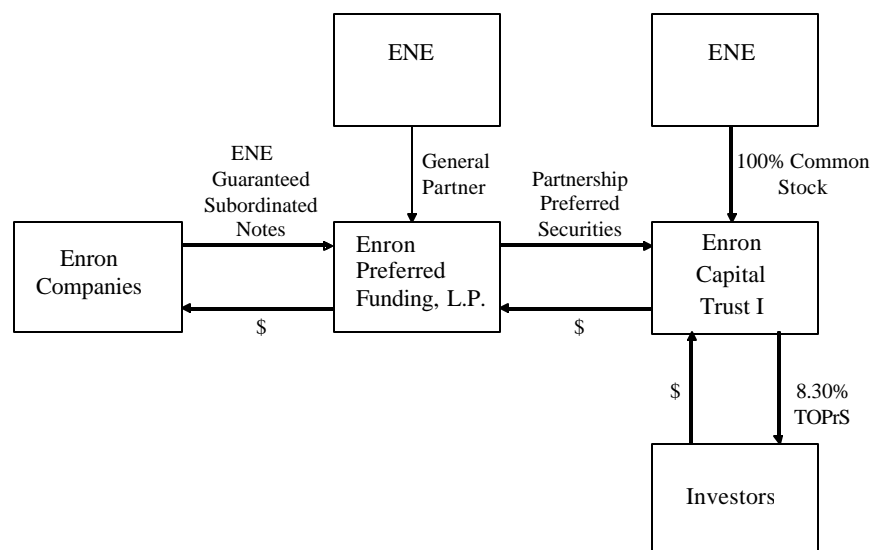 ENE
ENE
ENE
Guaranteed
Subordinated
Notes
General
Partner
Partnership
Preferred
Securities
100% Common
Stock
Enron
Companies
Enron
Preferred
Funding, L.P.
Enron
Capital
Trust I
$
$
$
8.30%
TOPrS
Investors